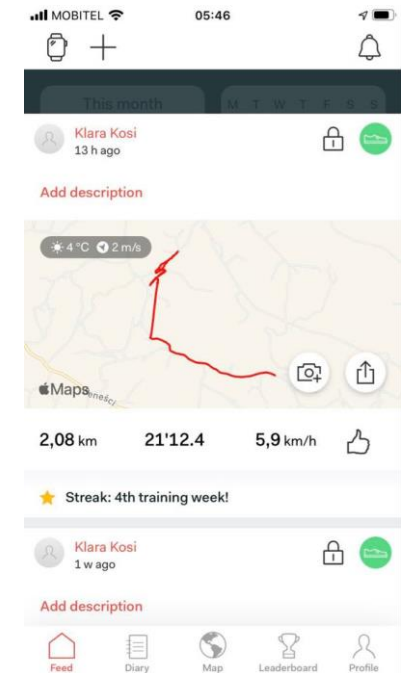 MOBITEL 05:46
This month M T W T F S S
Klara Kosi
13 h ago
Add description
4 °C 2 m/s
Maps
2,08 km 21'12.4 5,9 km/h
Streak: 4th training week!
Klara Kosi
1 w ago
Add description
Feed Diary Map Leaderboard Profile